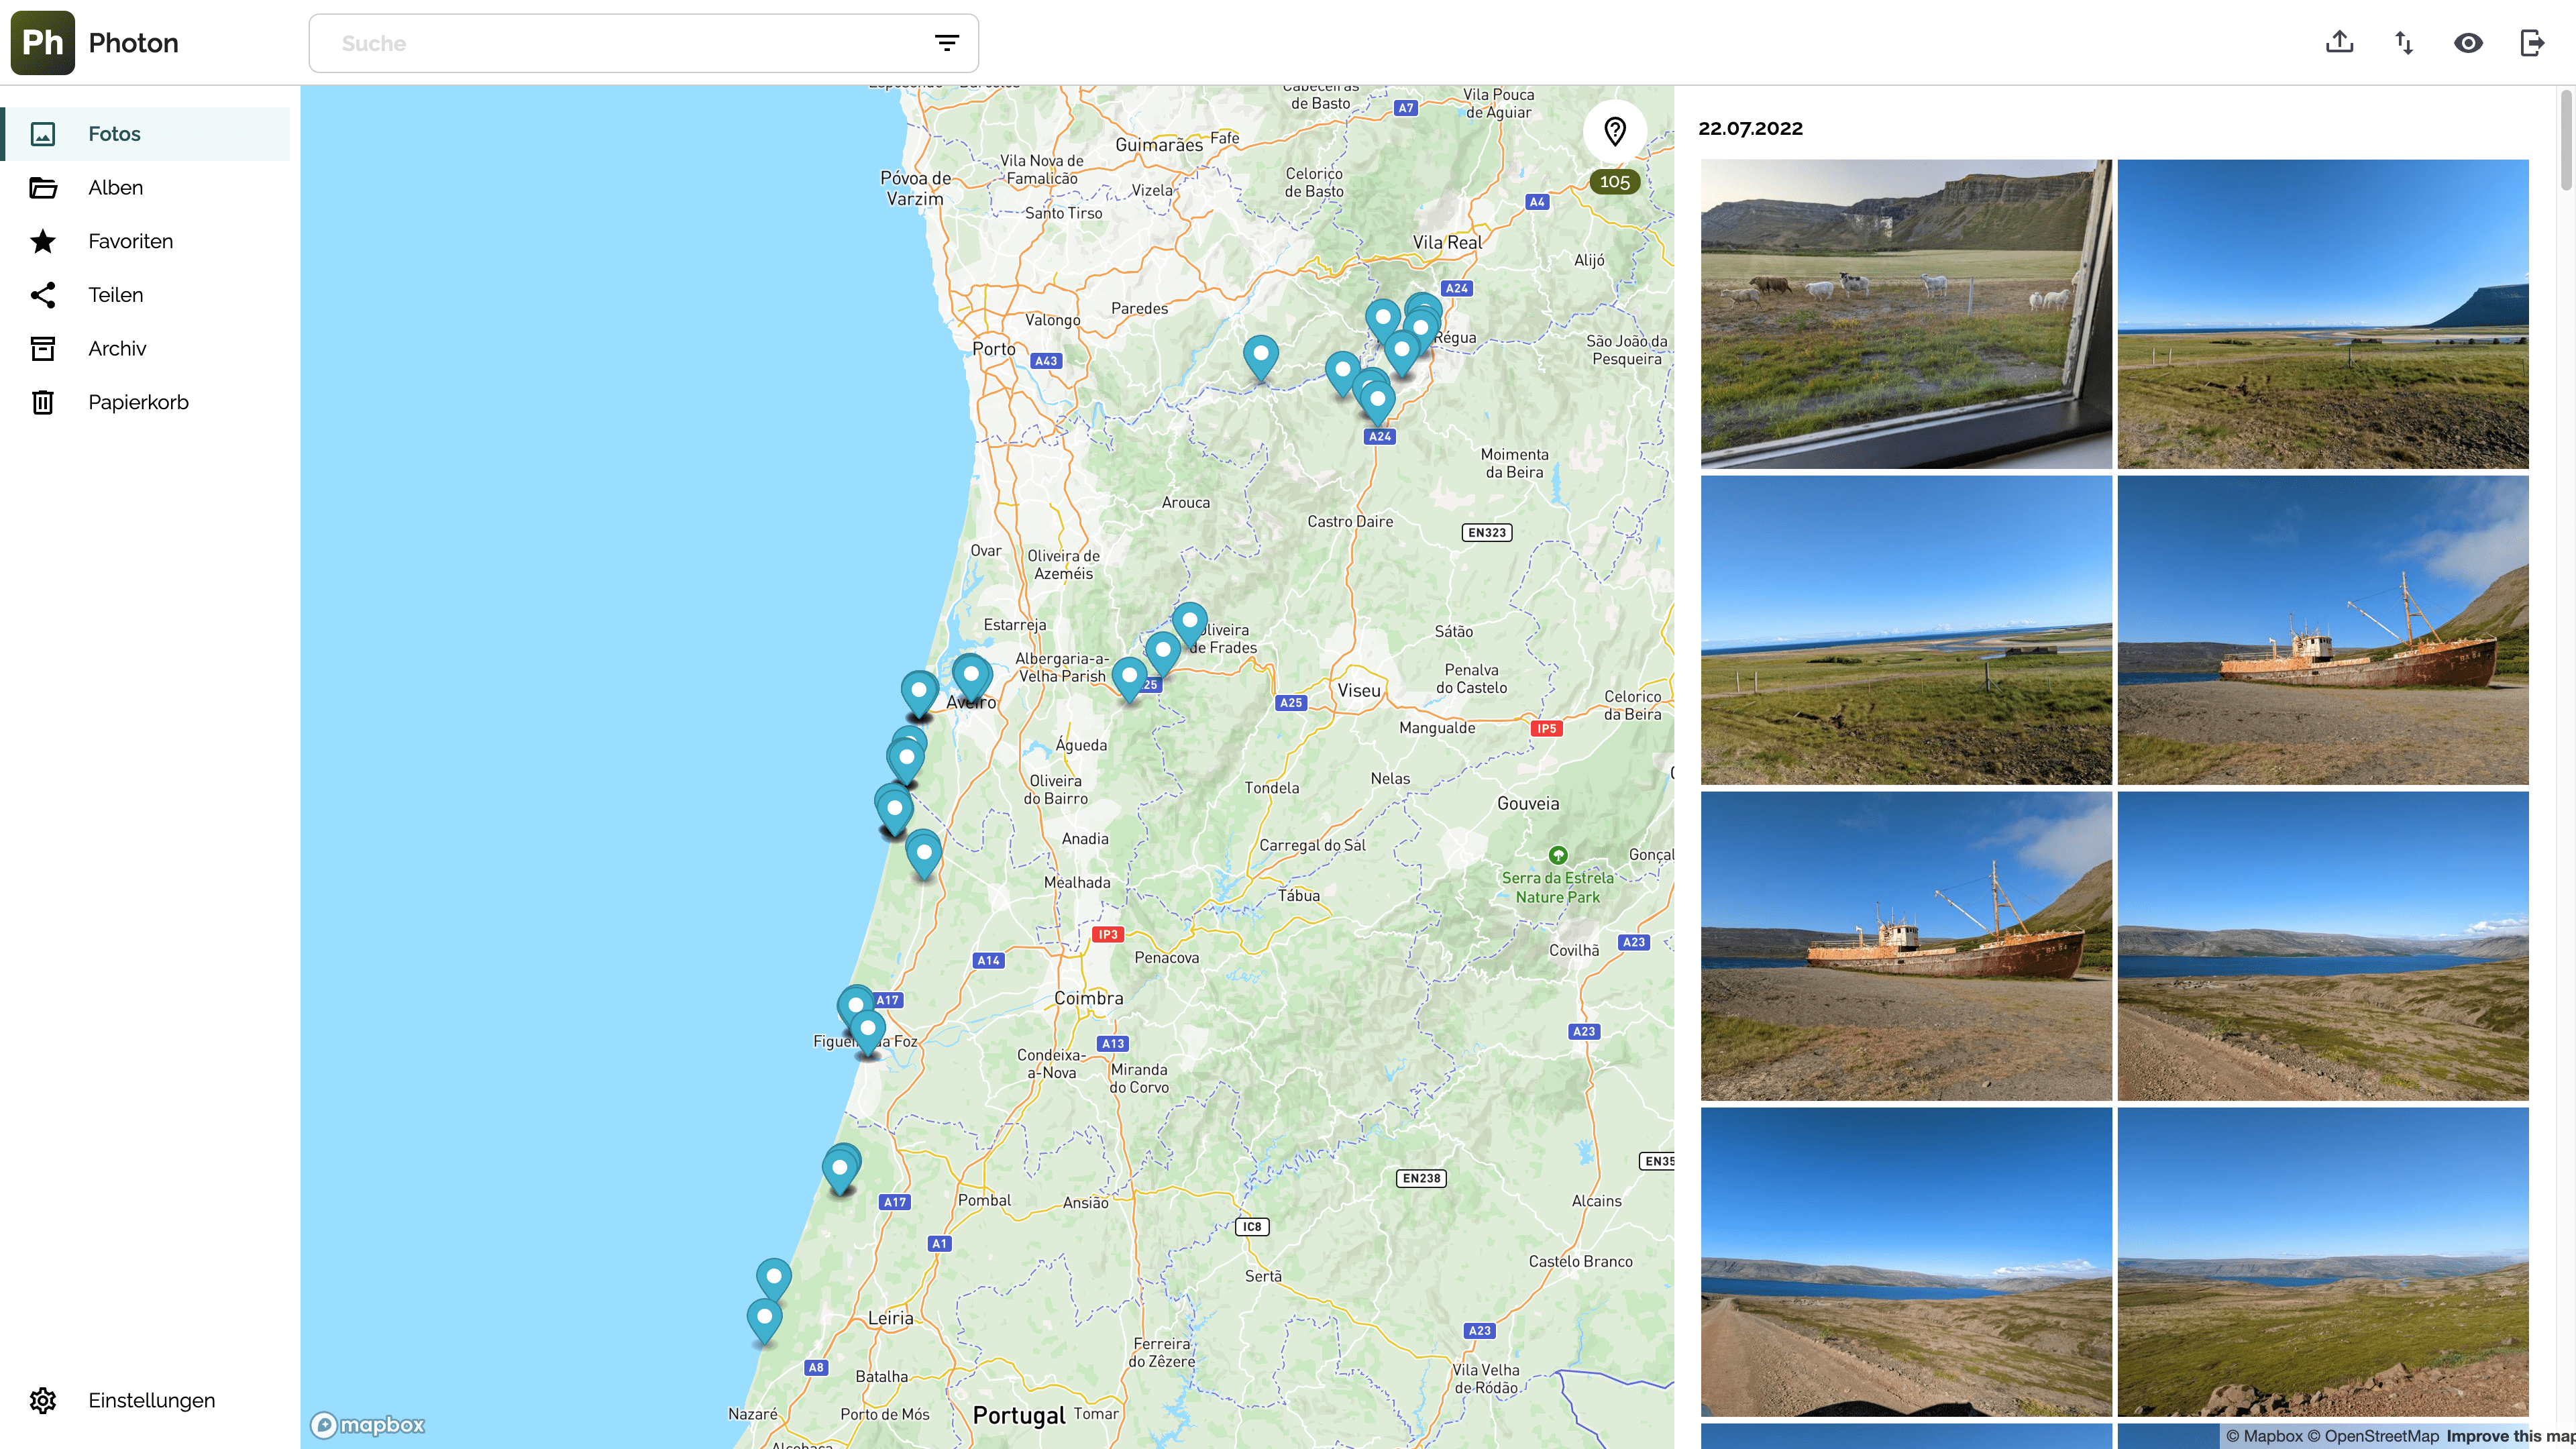 Ph Photon
Suche
Fotos
Alben
Favoriten
Teilen
Archiv
Papierkorb
Einstellungen
Cabeceiras
de Basto
A7
Vila Pouca
de Aguiar
Guimarães
Fafe
Vila Nova de
Famalicão
Póvoa de
Varzim
Vizela
Celorico
de Basto
105
A4
Santo Tirso
Vila Real
Alijó
A24
Paredes
Valongo
Régua
Porto
A43
São João da
Pesqueira
A24
Moimenta
da Beira
Arouca
Castro Daire
EN323
Ovar
Oliveira de
Azeméis
Estarreja
Oliveira
de Frades
Sátão
Albergaria-a-
Velha Parish
Penalva
do Castelo
25
Viseu
Aveiro
A25
Celorico
da Beira
Mangualde
IP5
Águeda
Oliveira
do Bairro
Tondela
Nelas
Gouveia
Anadia
Carregal do Sal
Mealhada
Serra da Estrela
Nature Park
Tábua
IP3
A14
Penacova
Covilhã
A23
A17
Coimbra
A23
A13
Condeixa-
a-Nova
Miranda
do Corvo
EN35
EN238
A17
Pombal
Ansião
Alcains
IC8
A1
Castelo Branco
Sertã
Leiria
A23
Ferreira
do Zêzere
A8
Batalha
Vila Velha
de Ródão
Nazaré
Porto de Mós
Portugal
Tomar
mapbox
22.07.2022
© Mapbox © OpenStreetMap Improve this map